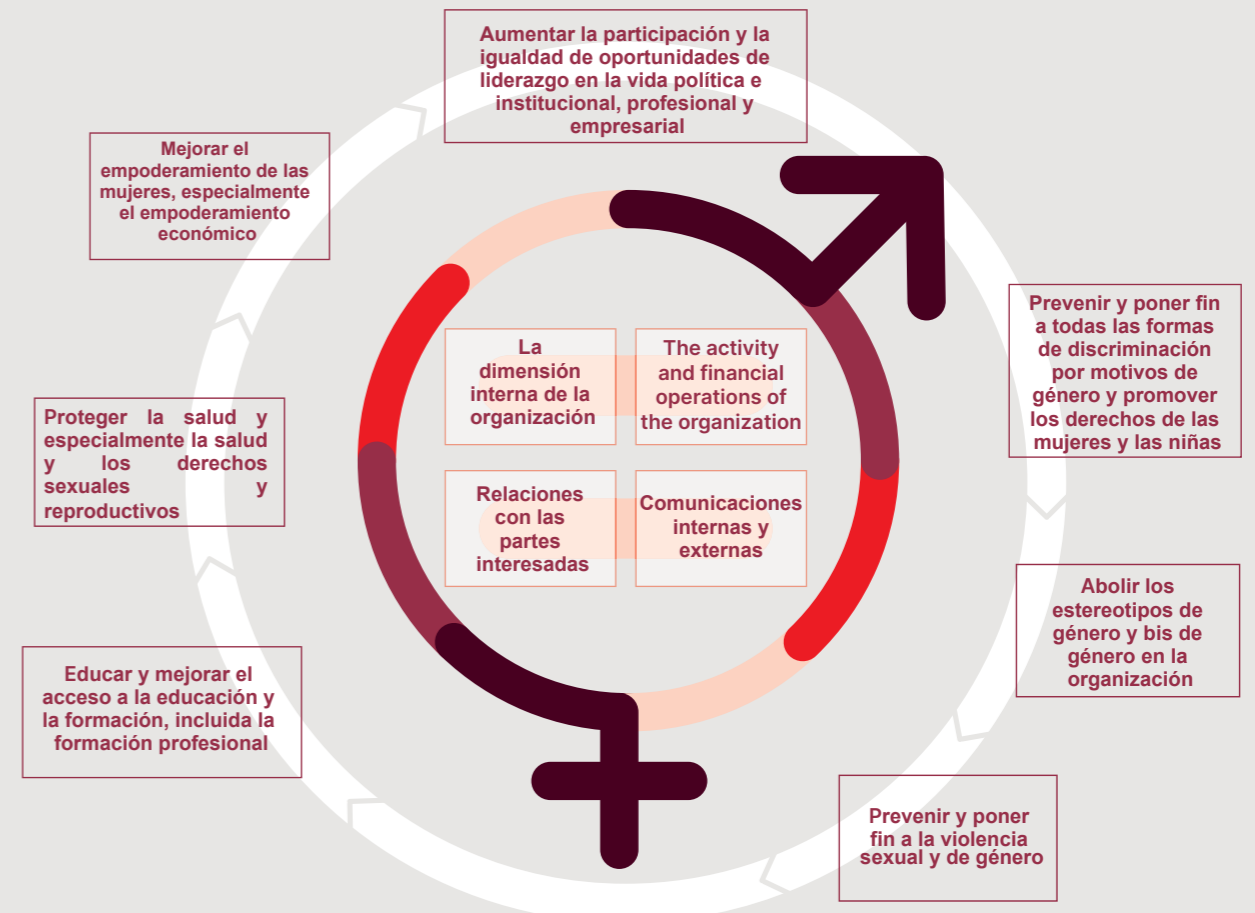 Aumentar la participación y la
igualdad de oportunidades de
liderazgo en la vida política e
institucional, profesional y
empresarial
Mejorar el
empoderamiento de las
mujeres, especialmente
el empoderamiento
económico
Prevenir y poner fin
a todas las formas
de discriminación
por motivos de
género y promover
los derechos de las
mujeres y las niñas
La
dimensión
interna de la
organización
The activity
and financial
operations of
the organization
Proteger la salud y
especialmente la salud
y los derechos
sexuales y
reproductivos
Relaciones
con las
partes
interesadas
Comunicaciones
internas y
externas
Abolir los
estereotipos de
género y bis de
género en la
organización
Educar y mejorar el
acceso a la educación y
la formación, incluida la
formación profesional
Prevenir y poner
fin a la violencia
sexual y de género